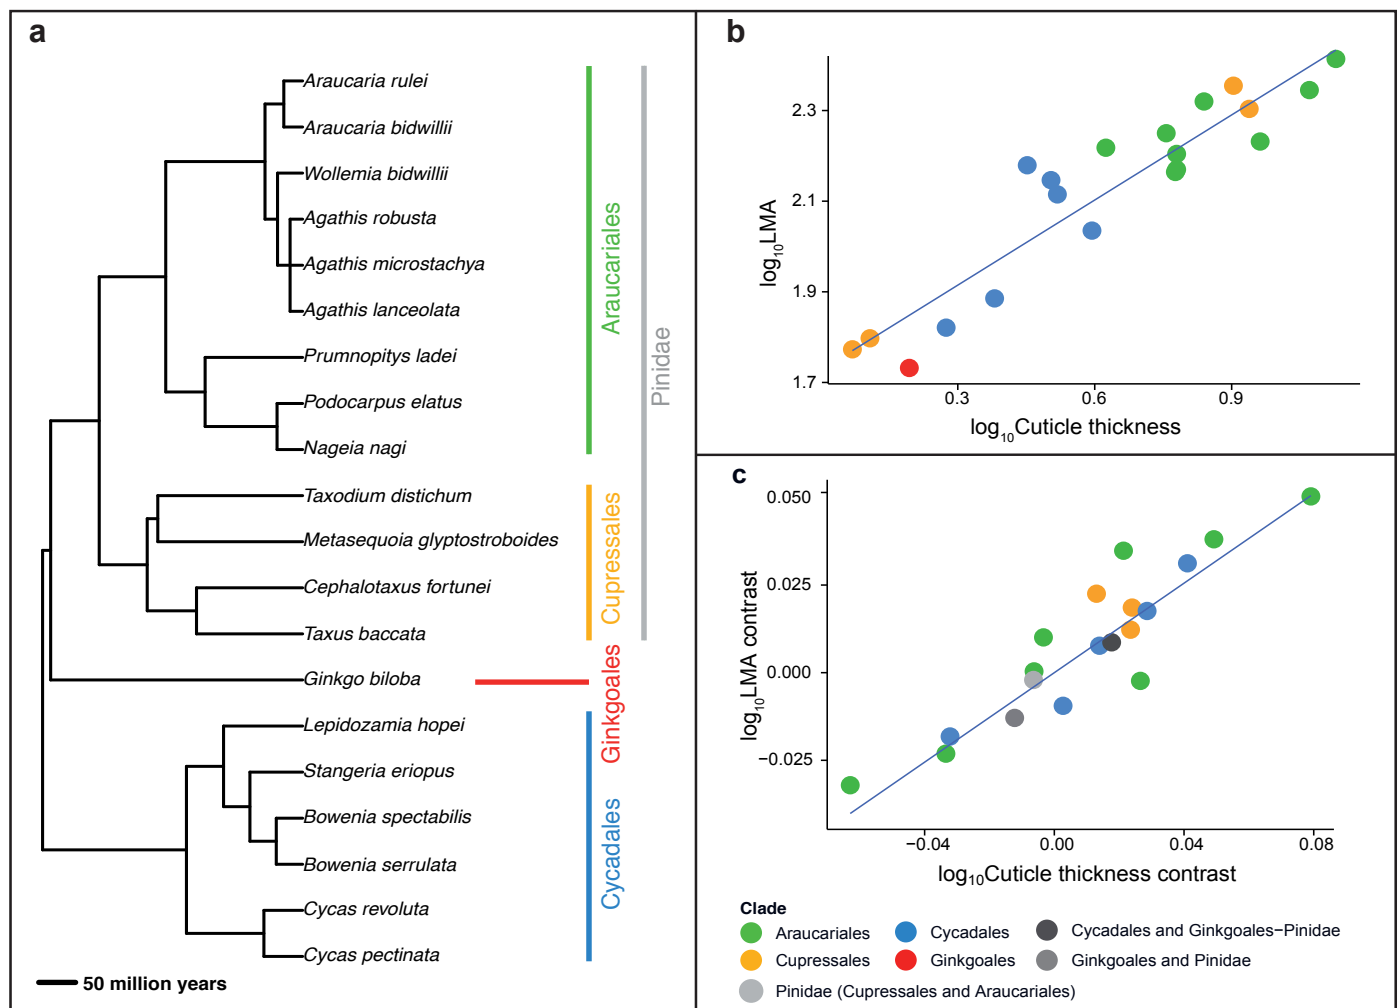 a
Araucaria rulei
Araucaria bidwillii
Wollemia bidwillii
Agathis robusta
Agathis microstachya
Agathis lanceolata
Prumnopitys ladei
Podocarpus elatus
Nageia nagi
Taxodium distichum
Metasequoia glyptostroboides
Cephalotaxus fortunei
Taxus baccata
Ginkgo biloba
Lepidozamia hopei
Stangeria eriopus
Bowenia spectabilis
Bowenia serrulata
Cycas revoluta
Cycas pectinata
Araucariales
Cupressales
Ginkgoales
Cycadales
Pinidae
50 million years
b
log10LMA
2.3
2.1
1.9
1.7
0.3 0.6 0.9
log10Cuticle thickness
c
log10LMA contrast
0.050
0.025
0.000
−0.025
−0.04 0.00 0.04 0.08
log10Cuticle thickness contrast
Clade
Araucariales Cycadales Cycadales and Ginkgoales−Pinidae
Cupressales Ginkgoales Ginkgoales and Pinidae
Pinidae (Cupressales and Araucariales)